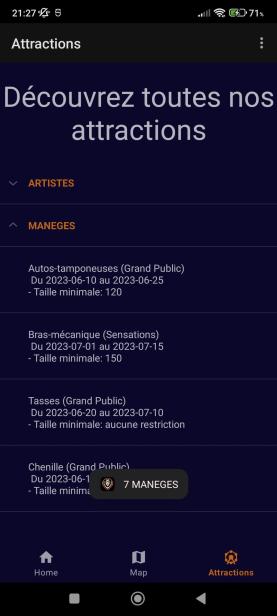 21:27
71%
Attractions
Découvrez toutes nos
attractions
ARTISTES
MANEGES
Autos-tamponeuses (Grand Public)
Du 2023-06-10 au 2023-06-25
- Taille minimale: 120
Bras-mécanique (Sensations)
Du 2023-07-01 au 2023-07-15
- Taille minimale: 150
Tasses (Grand Public)
Du 2023-06-20 au 2023-07-10
- Taille minimale: aucune restriction
Chenille (Grand Public)
Du 2023-06-1
- Taille minima
7 MANEGES
Home
Map
Attractions